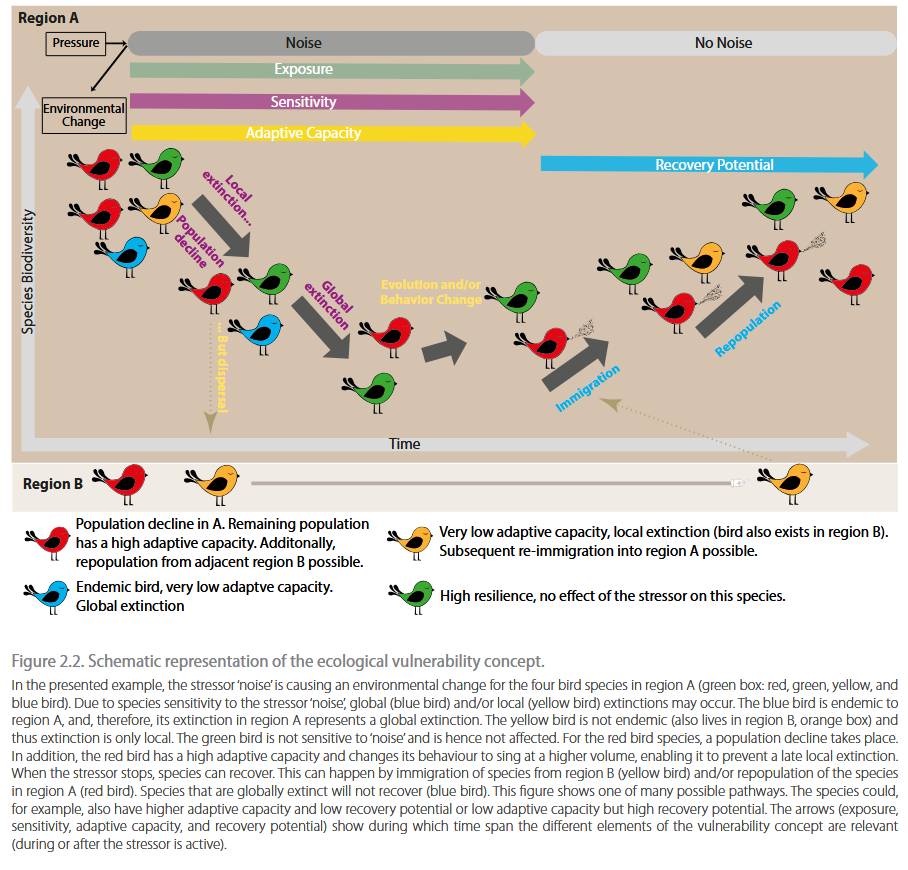 Region A
Pressure
Noise
No Noise
Exposure
Sensitivity
Environmental
Change
Adaptive Capacity
Recovery Potential
Species Biodiversity
Local
extinction...
Population
decline
Global
extinction
... But dispersal
Evolution and/or
Behavior Change
Immigration
Repopulation
Time
Region B
Population decline in A. Remaining population
has a high adaptive capacity. Additonally,
repopulation from adjacent region B possible.
Very low adaptive capacity, local extinction (bird also exists in region B).
Subsequent re-immigration into region A possible.
Endemic bird, very low adaptve capacity.
Global extinction
High resilience, no effect of the stressor on this species.
Figure 2.2. Schematic representation of the ecological vulnerability concept.
In the presented example, the stressor ‘noise’ is causing an environmental change for the four bird species in region A (green box: red, green, yellow, and
blue bird). Due to species sensitivity to the stressor ‘noise’, global (blue bird) and/or local (yellow bird) extinctions may occur. The blue bird is endemic to
region A, and, therefore, its extinction in region A represents a global extinction. The yellow bird is not endemic (also lives in region B, orange box) and
thus extinction is only local. The green bird is not sensitive to ‘noise’ and is hence not affected. For the red bird species, a population decline takes place.
In addition, the red bird has a high adaptive capacity and changes its behaviour to sing at a higher volume, enabling it to prevent a late local extinction.
When the stressor stops, species can recover. This can happen by immigration of species from region B (yellow bird) and/or repopulation of the species
in region A (red bird). Species that are globally extinct will not recover (blue bird). This figure shows one of many possible pathways. The species could,
for example, also have higher adaptive capacity and low recovery potential or low adaptive capacity but high recovery potential. The arrows (exposure,
sensitivity, adaptive capacity, and recovery potential) show during which time span the different elements of the vulnerability concept are relevant
(during or after the stressor is active).